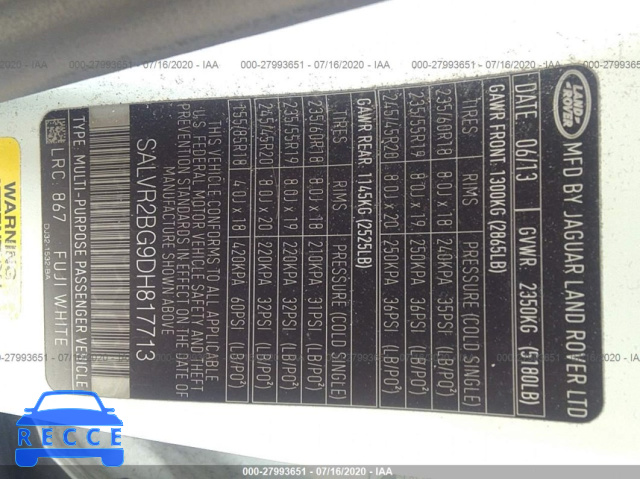 LAND-
ROVER
MFD BY JAGUAR LAND ROVER LTD
DATE: 06/13 GVWR: 2350KG (5180LB)
GAWR FRONT: 1300KG (2865LB)
TIRES RIMS PRESSURE (COLD SINGLE)
235/60R18 8.0J x 18 240KPA 35PSI (LB/PO²)
235/55R19 8.0J x 19 250KPA 36PSI (LB/PO²)
245/45R20 8.0J x 20 250KPA 36PSI (LB/PO²)
GAWR REAR: 1145KG (2525LB)
TIRES RIMS PRESSURE (COLD SINGLE)
235/60R18 8.0J x 18 210KPA 31PSI (LB/PO²)
235/55R19 8.0J x 19 220KPA 32PSI (LB/PO²)
245/45R20 8.0J x 20 220KPA 32PSI (LB/PO²)
155/85R18 4.0J x 18 420KPA 60PSI (LB/PO²)
THIS VEHICLE CONFORMS TO ALL APPLICABLE
U.S FEDERAL MOTOR VEHICLE SAFETY AND THEFT
PREVENTION STANDARDS IN EFFECT ON THE DATE OF
MANUFACTURE SHOWN ABOVE.
SALVR2BG9DH817713
TYPE: MULTI-PURPOSE PASSENGER VEHICLE
LRC: 867 FUJI WHITE
DJ32-1532-BA
WARNING
000-27993651 - 07/16/2020 - IAA
RECCE